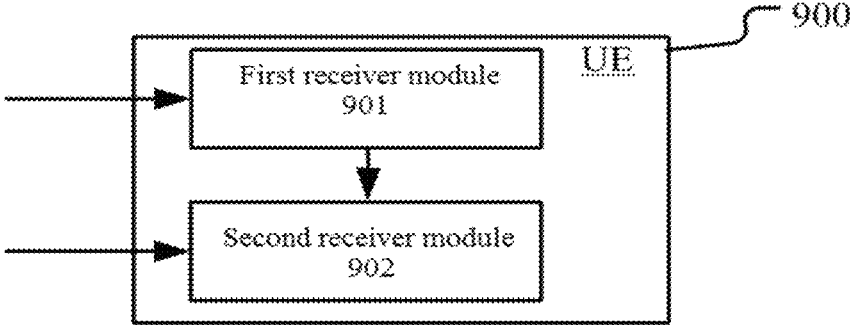 900
UE
First receiver module
901
Second receiver module
902